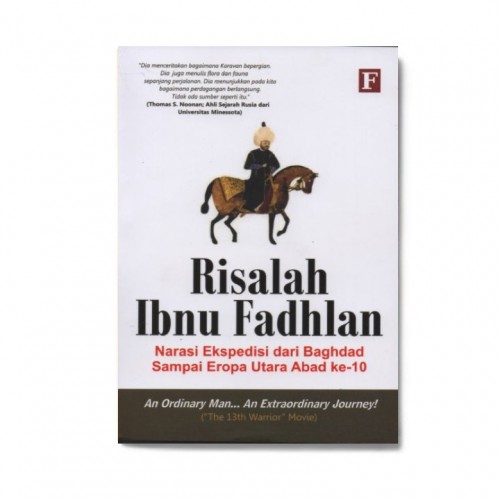 "Dia menceritakan bagaimana Karavan bepergian.
Dia juga menulis flora dan fauna
sepanjang perjalanan. Dia menunjukkan pada kita
bagaimana perdagangan berlangsung.
Tidak ada sumber seperti itu."
(Thomas S. Noonan; Ahli Sejarah Rusia dari
Universitas Minessota)
F
Risalah
Ibnu Fadhlan
Narasi Ekspedisi dari Baghdad
Sampai Eropa Utara Abad ke-10
An Ordinary Man... An Extraordinary Journey!
("The 13th Warrior" Movie)